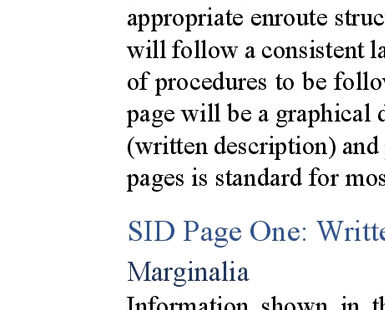 appropriate enroute struc
will follow a consistent la
of procedures to be follow
page will be a graphical d
(written description) and
pages is standard for mos
SID Page One: Writte
Marginalia
Information shown in th